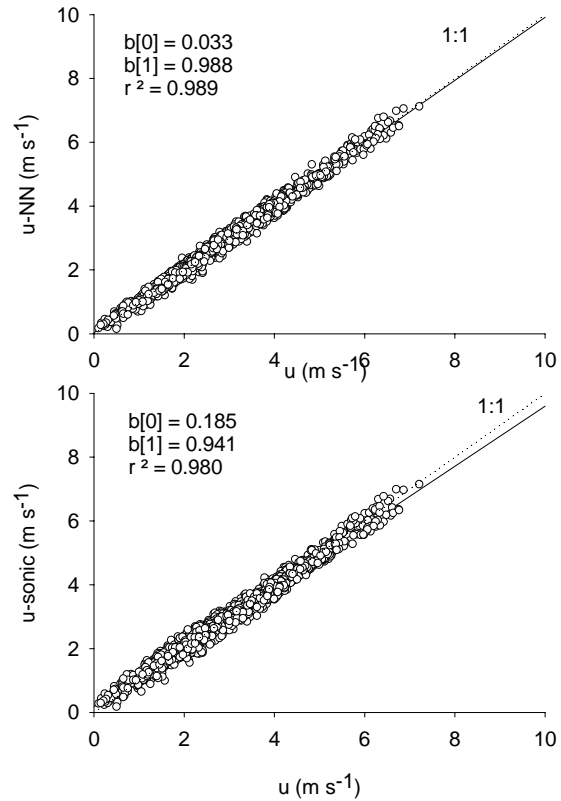 10
1:1
b[0] = 0.033
b[1] = 0.988
r ² = 0.989
8
6
4
2
0
u-NN (m s-1)
0 2 4 6 8 10
u (m s-1)
10
1:1
b[0] = 0.185
b[1] = 0.941
r ² = 0.980
8
6
4
2
0
u-sonic (m s-1)
0 2 4 6 8 10
u (m s-1)